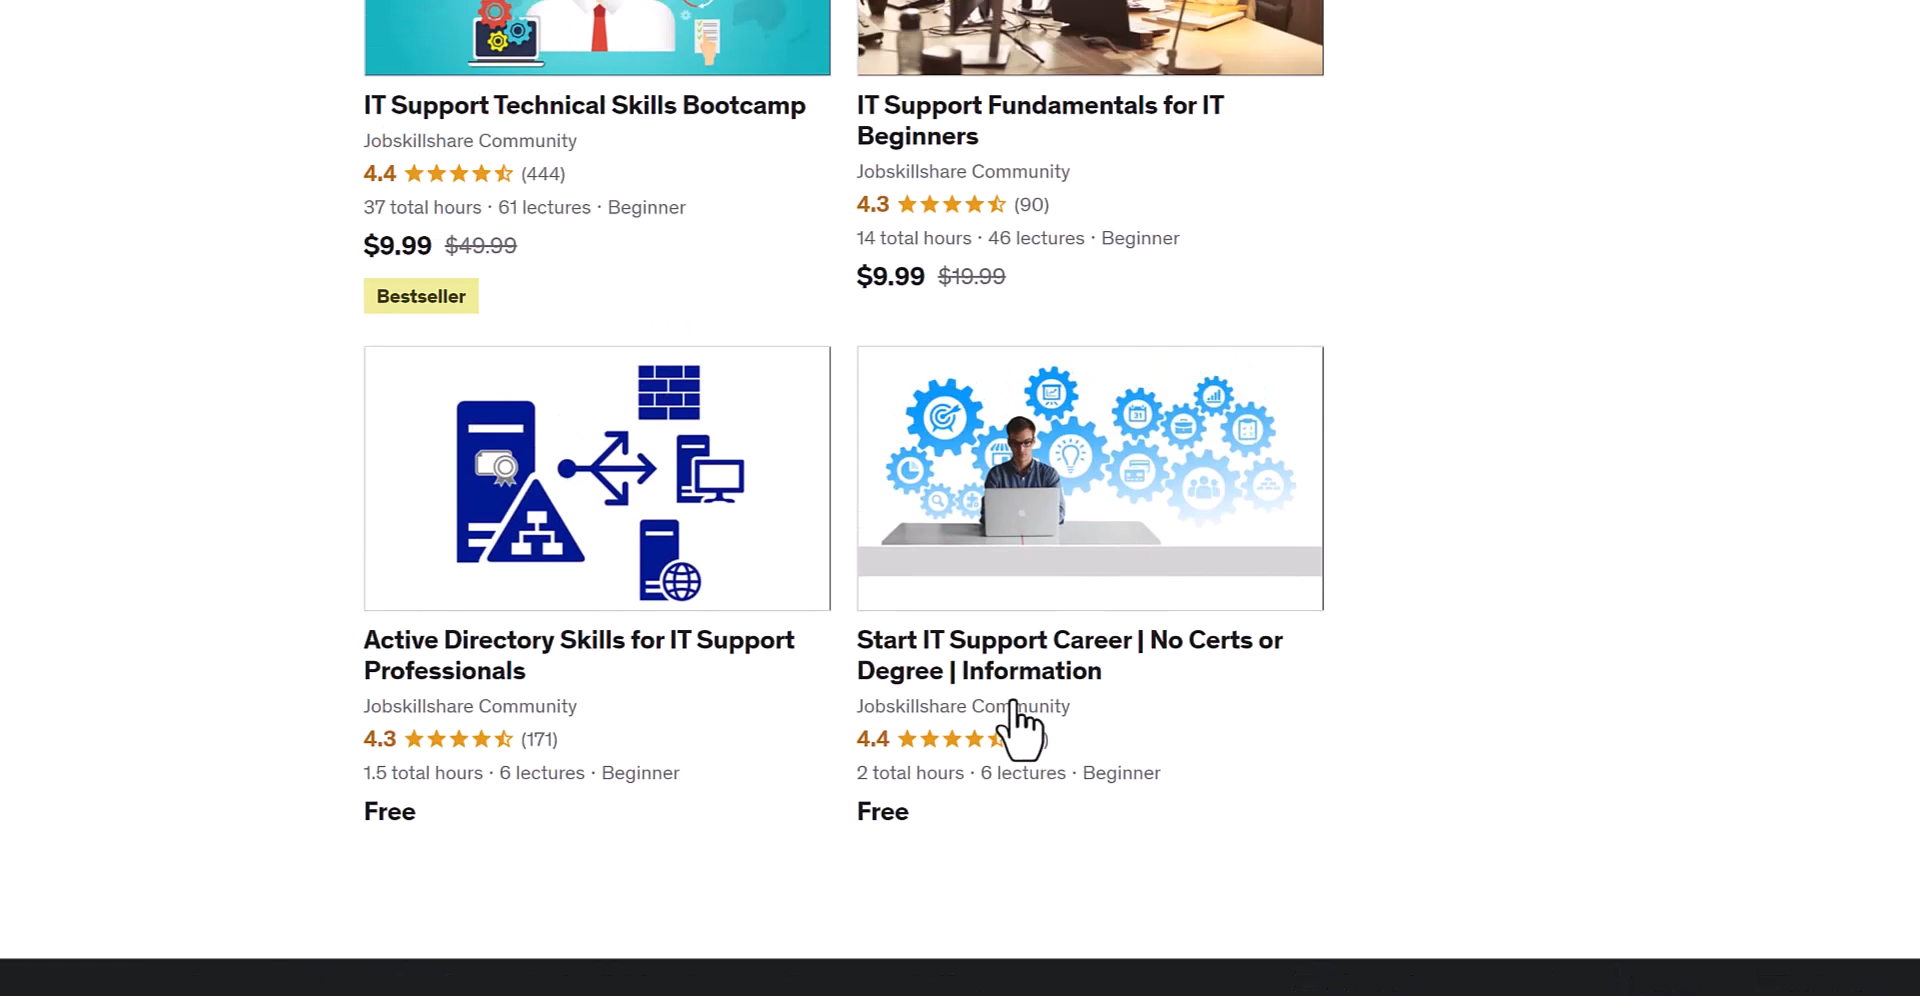 IT Support Technical Skills Bootcamp
Jobskillshare Community
4.4 (444)
37 total hours · 61 lectures · Beginner
$9.99 $49.99
Bestseller
IT Support Fundamentals for IT
Beginners
Jobskillshare Community
4.3 (90)
14 total hours · 46 lectures · Beginner
$9.99 $19.99
31
Active Directory Skills for IT Support
Professionals
Jobskillshare Community
4.3 (171)
1.5 total hours · 6 lectures · Beginner
Free
Start IT Support Career | No Certs or
Degree | Information
Jobskillshare Community
4.4
2 total hours · 6 lectures · Beginner
Free